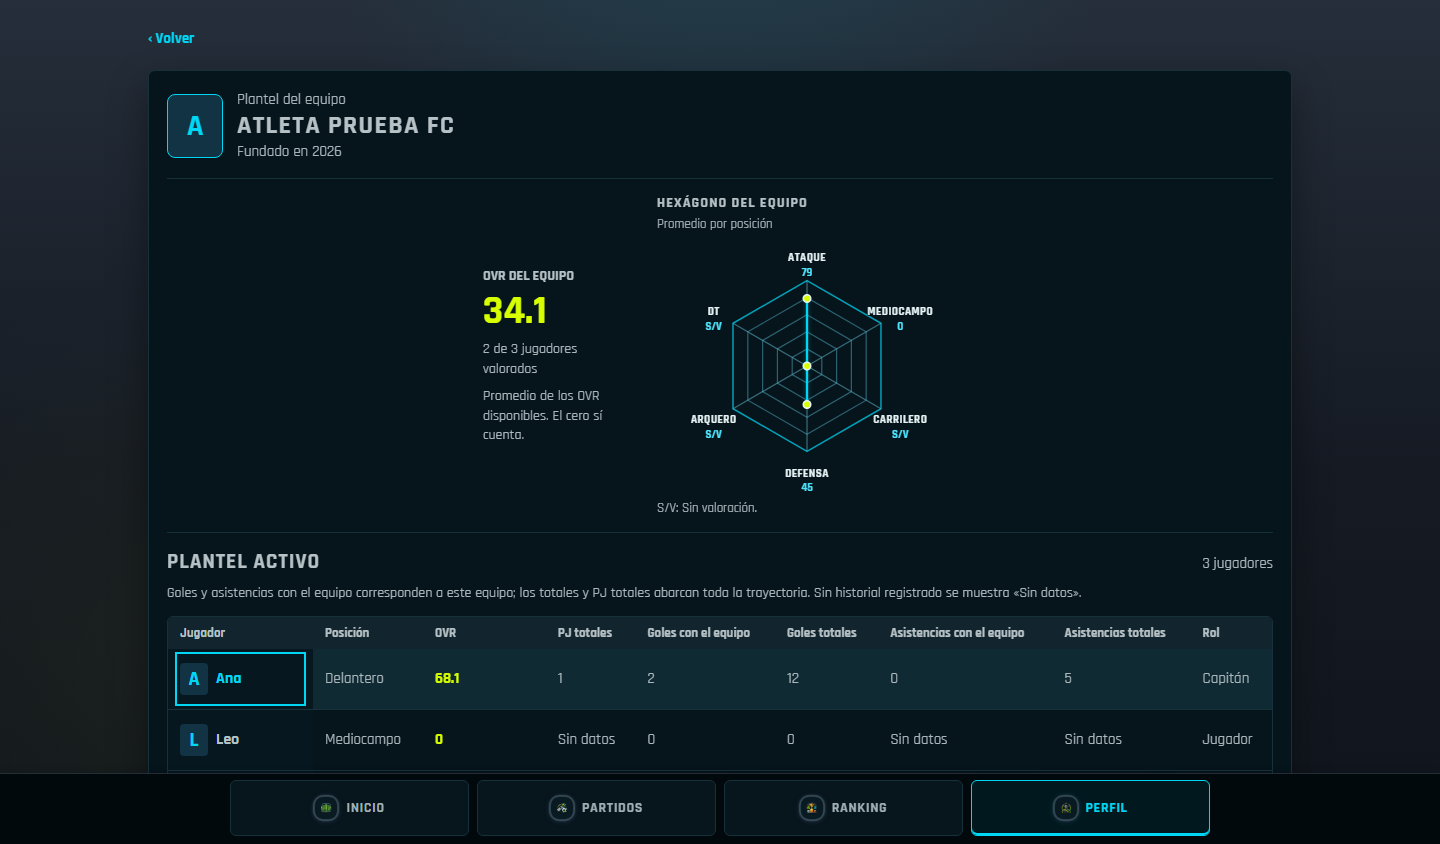 ‹ Volver
A
Plantel del equipo
ATLETA PRUEBA FC
Fundado en 2026
HEXÁGONO DEL EQUIPO
Promedio por posición
OVR DEL EQUIPO
34.1
2 de 3 jugadores
valorados
Promedio de los OVR
disponibles. El cero sí
cuenta.
ATAQUE
79
DT
S/V
MEDIOCAMPO
0
ARQUERO
S/V
CARRILERO
S/V
DEFENSA
45
S/V: Sin valoración.
PLANTEL ACTIVO
3 jugadores
Goles y asistencias con el equipo corresponden a este equipo; los totales y PJ totales abarcan toda la trayectoria. Sin historial registrado se muestra «Sin datos».
Jugador Posición OVR PJ totales Goles con el equipo Goles totales Asistencias con el equipo Asistencias totales Rol
A Ana Delantero 68.1 1 2 12 0 5 Capitán
L Leo Mediocampo 0 Sin datos 0 0 Sin datos Sin datos Jugador
INICIO PARTIDOS RANKING PERFIL